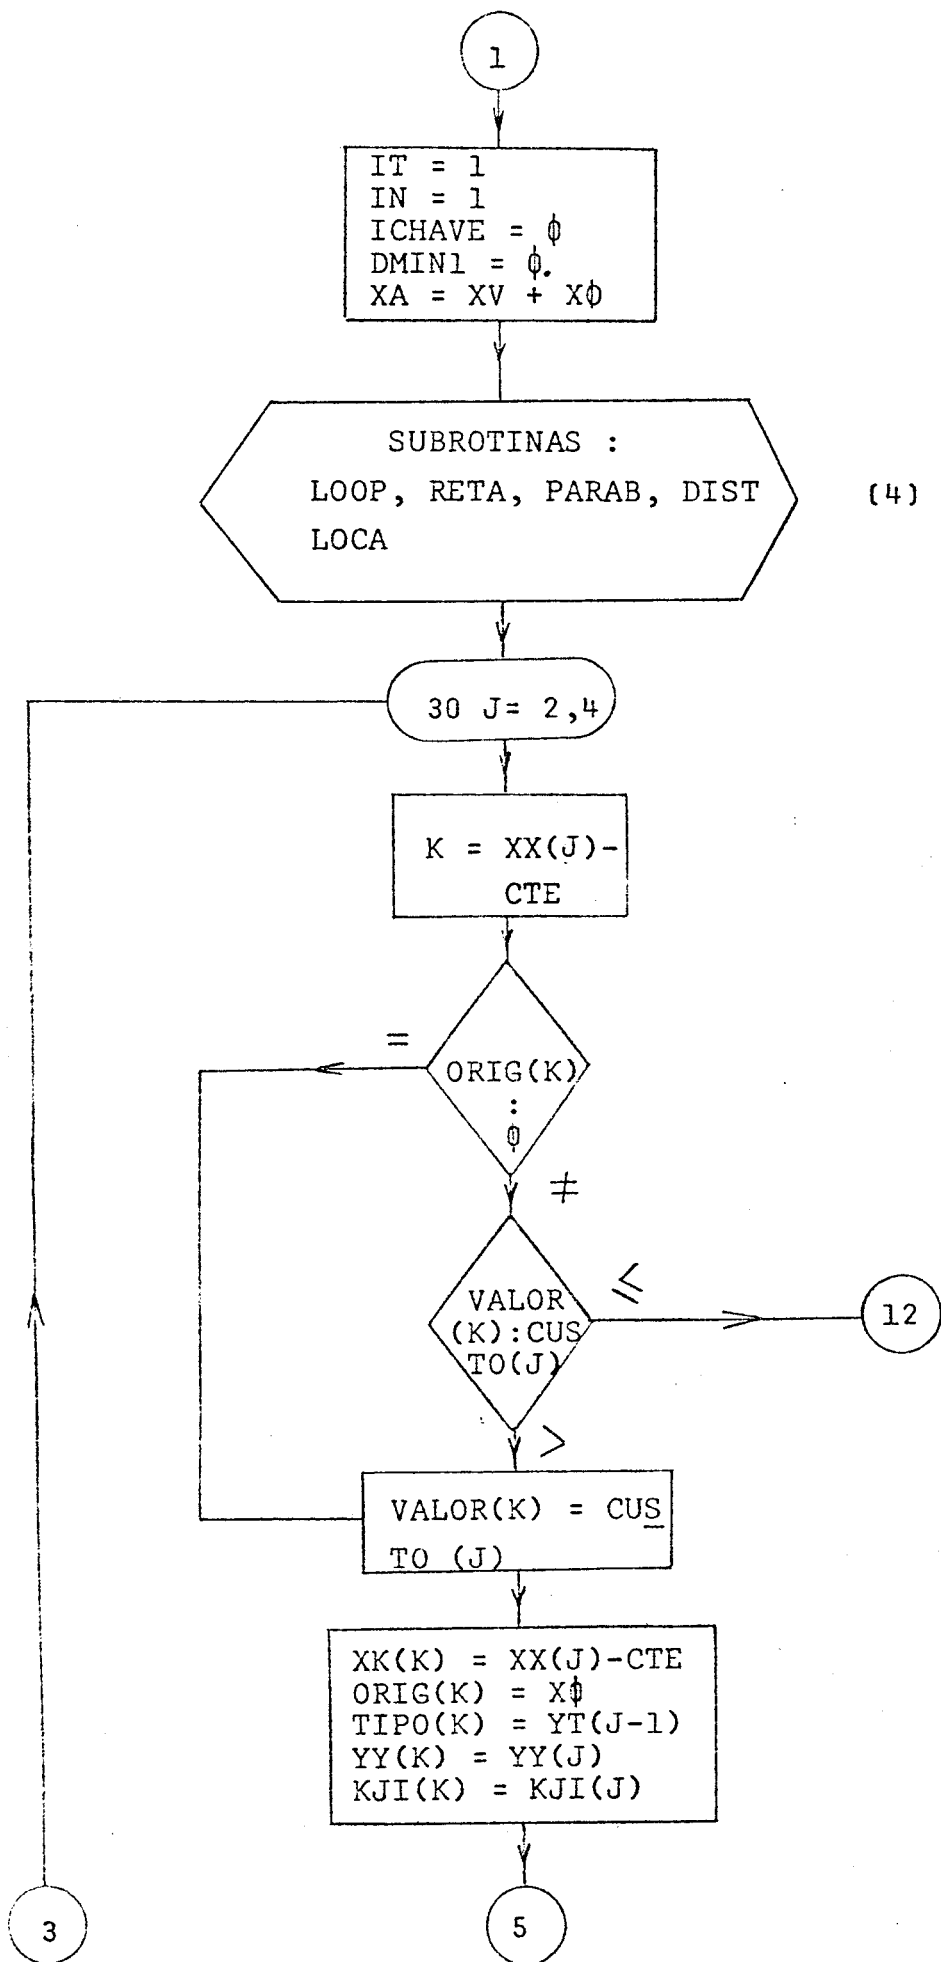 1
IT = 1
IN = 1
ICHAVE = ϕ
DMIN1 = ϕ.
XA = XV + Xϕ
SUBROTINAS :
LOOP, RETA, PARAB, DIST
LOCA
(4)
30 J= 2,4
K = XX(J)-
CTE
=
ORIG(K)
:
ϕ
≠
≤
VALOR
(K):CUS
TO(J)
12
>
VALOR(K) = CUS
TO (J)
XK(K) = XX(J)-CTE
ORIG(K) = Xϕ
TIPO(K) = YT(J-1)
YY(K) = YY(J)
KJI(K) = KJI(J)
3
5